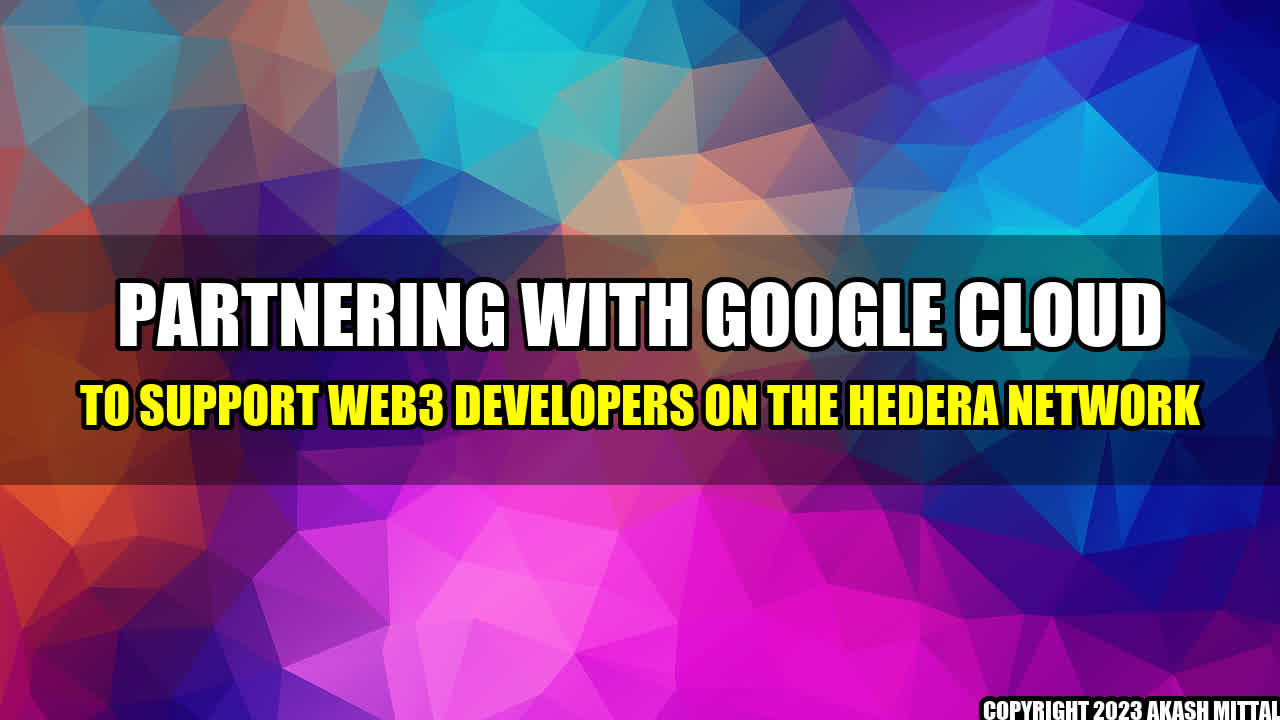 PARTNERING WITH GOOGLE CLOUD
TO SUPPORT WEB3 DEVELOPERS ON THE HEDERA NETWORK
COPYRIGHT 2023 AKASH MITTAL